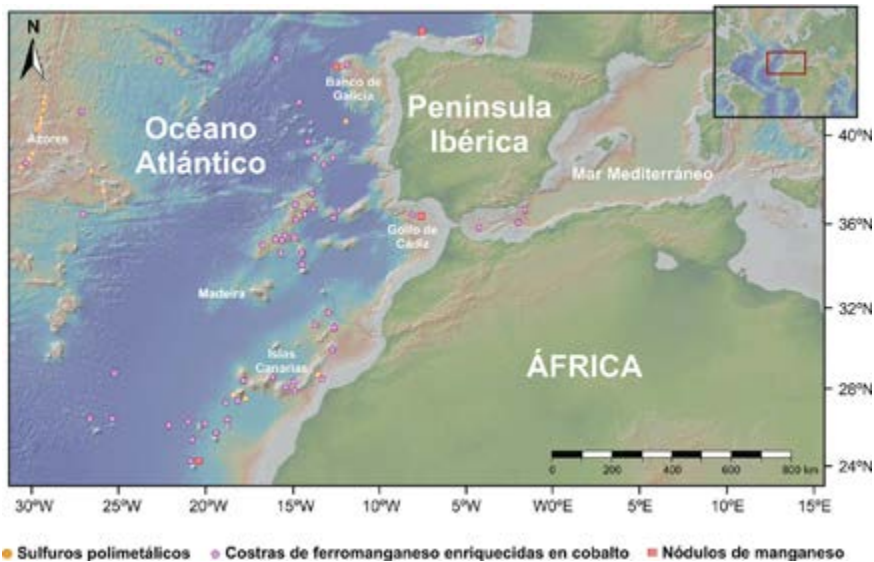 N
Banco de
Galicia
Península
Ibérica
Océano
Atlántico
Azores
40ºN
Mar Mediterráneo
Golfo de
Cádiz
36ºN
Madeira
32ºN
Islas
Canarias
ÁFRICA
28ºN
0 200 400 600 800 km
24ºN
30ºW 25ºW 20ºW 15ºW 10ºW 5ºW W0ºE 5ºE 10ºE 15ºE
Sulfuros polimetálicos Costras de ferromanganeso enriquecidas en cobalto Nódulos de manganeso